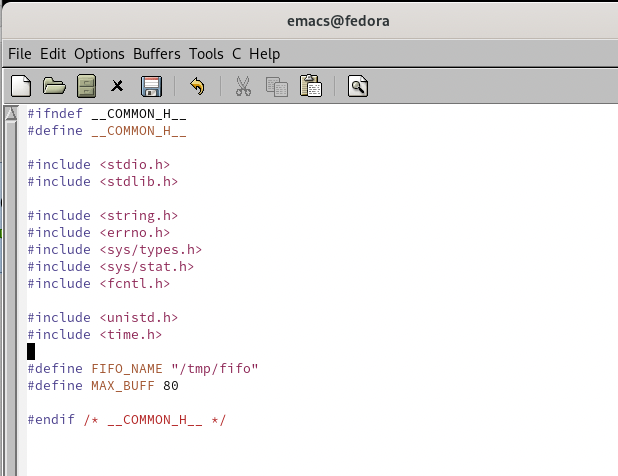 emacs@fedora
File Edit Options Buffers Tools C Help
#ifndef __COMMON_H__
#define __COMMON_H__
#include <stdio.h>
#include <stdlib.h>
#include <string.h>
#include <errno.h>
#include <sys/types.h>
#include <sys/stat.h>
#include <fcntl.h>
#include <unistd.h>
#include <time.h>
#define FIFO_NAME "/tmp/fifo"
#define MAX_BUFF 80
#endif /* __COMMON_H__ */